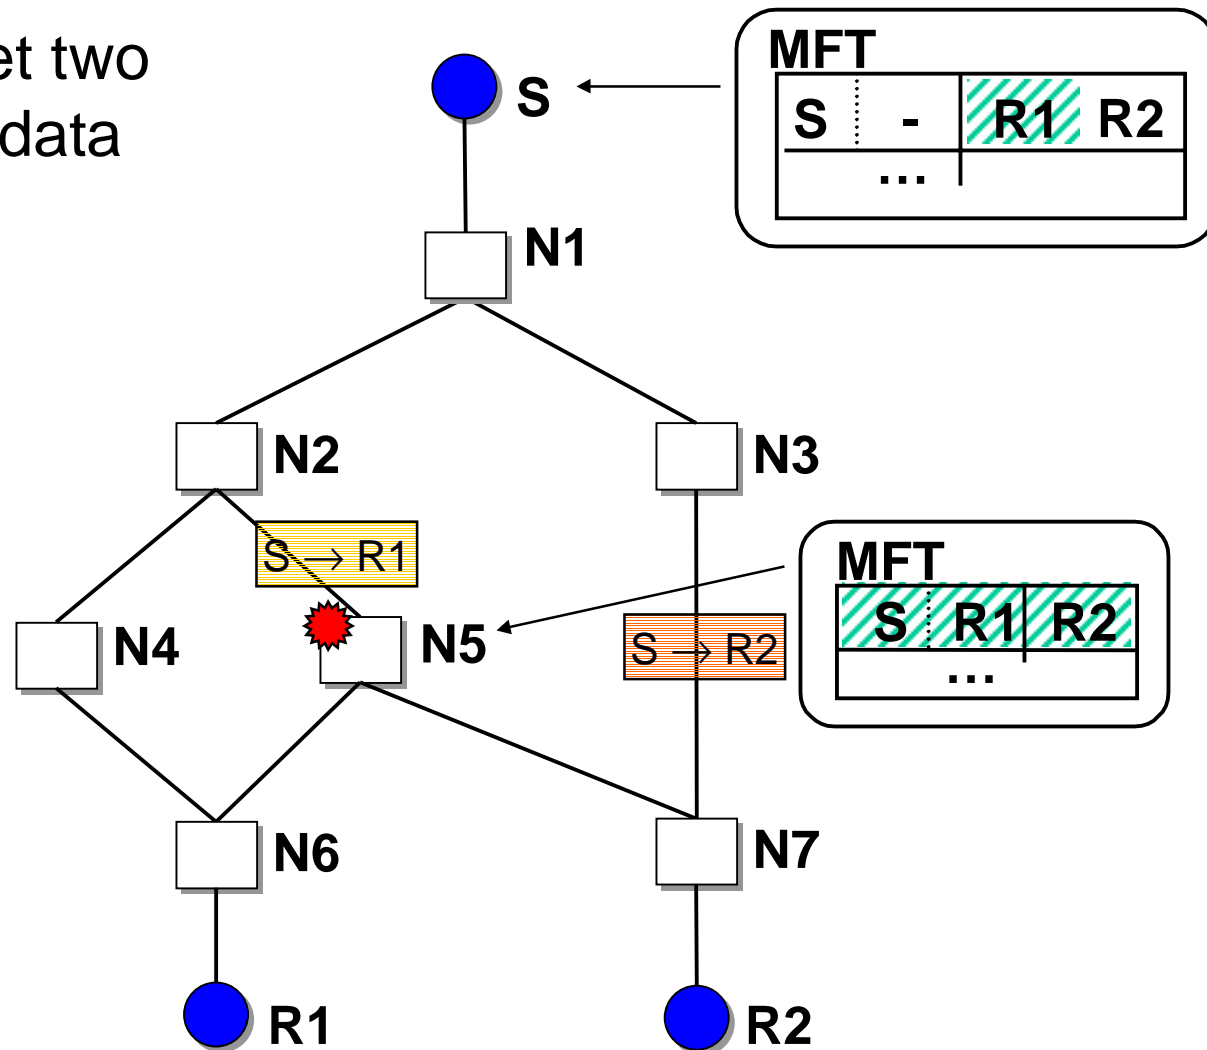 et two
data
S
MFT
S - R1 R2
...
N1
N2
N3
S → R1
MFT
S R1 R2
...
N4
N5
S → R2
N6
N7
R1
R2